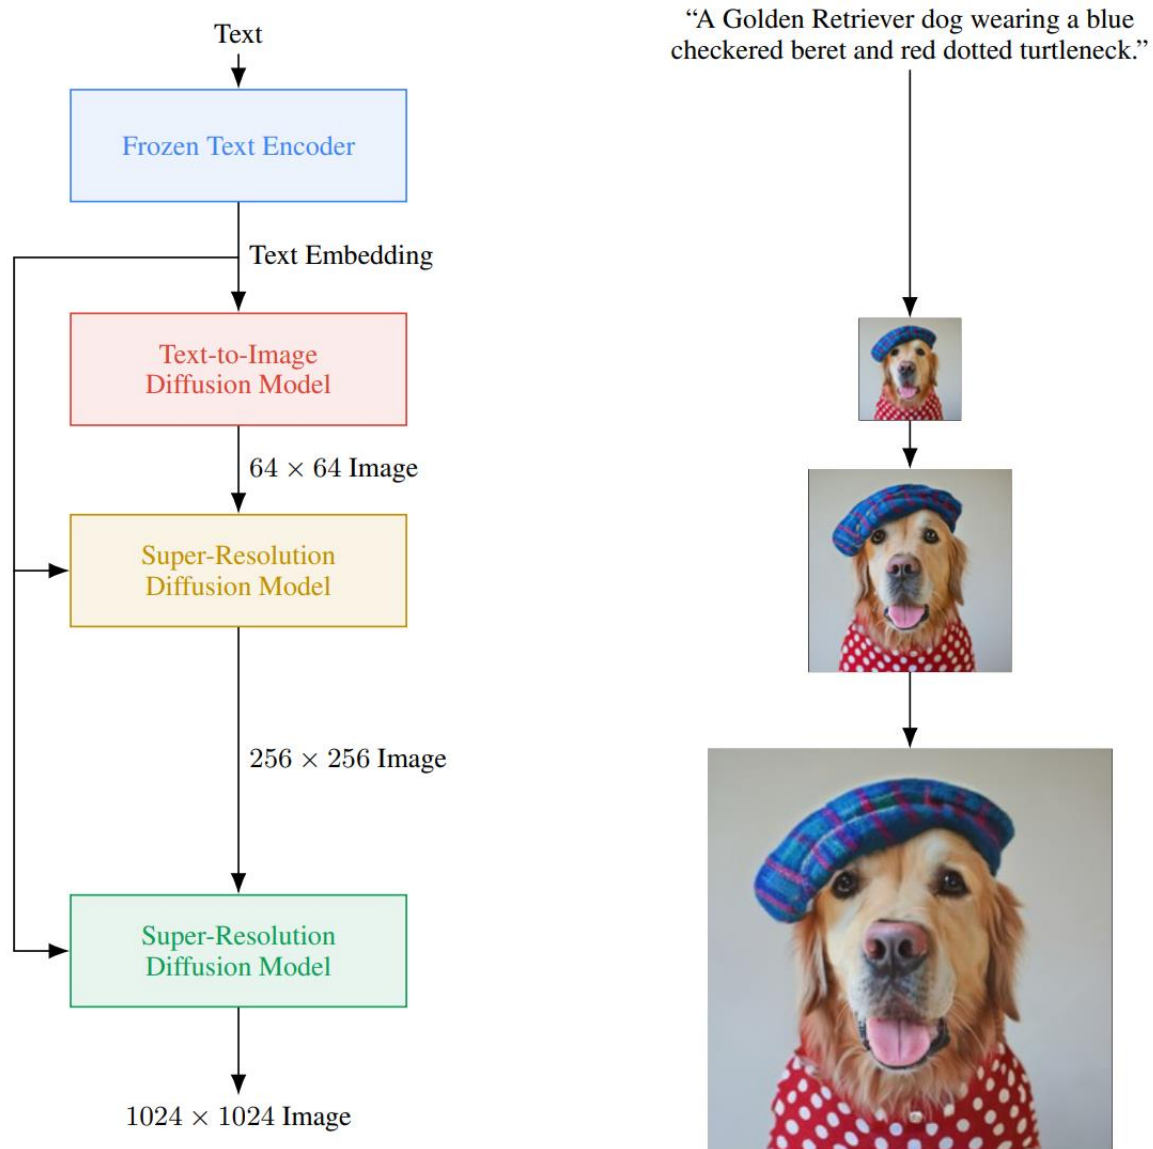 Text
Frozen Text Encoder
Text Embedding
Text-to-Image
Diffusion Model
64 × 64 Image
Super-Resolution
Diffusion Model
256 × 256 Image
Super-Resolution
Diffusion Model
1024 × 1024 Image
“A Golden Retriever dog wearing a blue
checkered beret and red dotted turtleneck.”